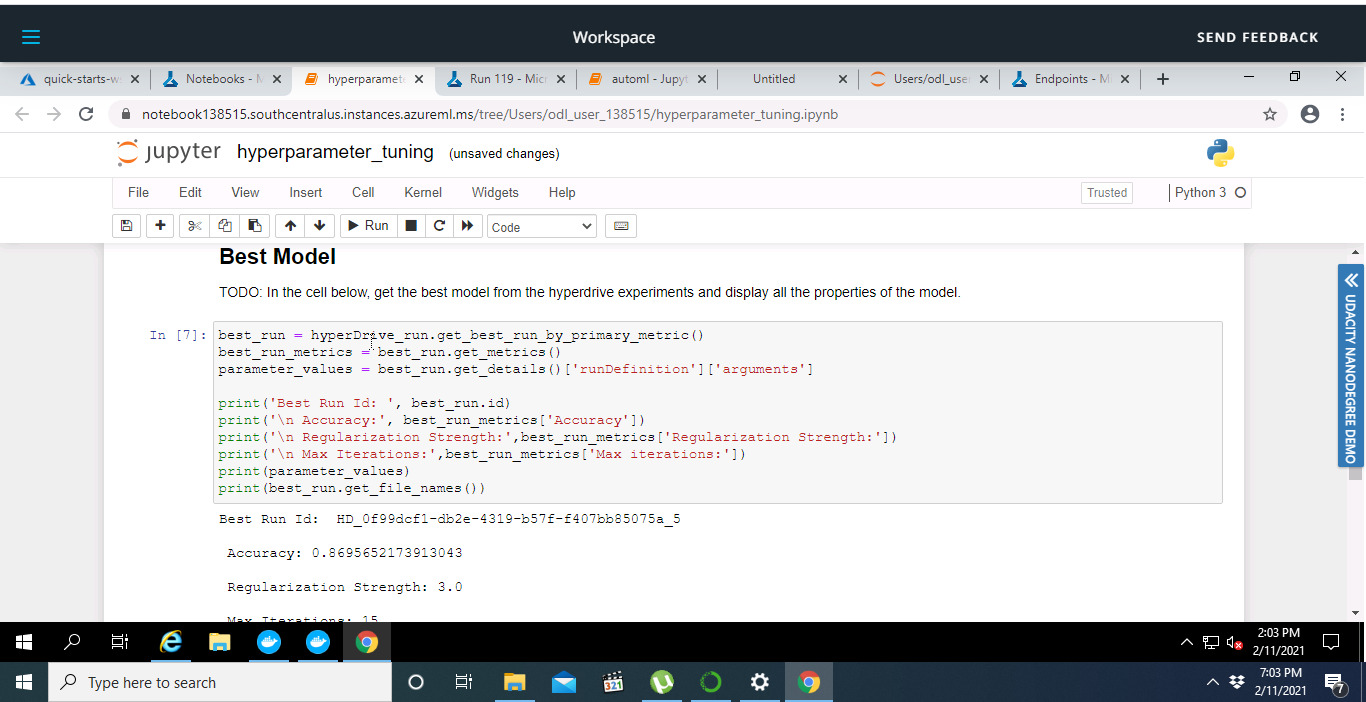 Workspace
SEND FEEDBACK
quick-starts-w
Notebooks - M
hyperparamete
Run 119 - Micr
automl - Jupyt
Untitled
Users/odl_use
Endpoints - Mi
notebook138515.southcentralus.instances.azureml.ms/tree/Users/odl_user_138515/hyperparameter_tuning.ipynb
jupyter hyperparameter_tuning (unsaved changes)
File Edit View Insert Cell Kernel Widgets Help
Trusted
Python 3
Run
Code
Best Model
TODO: In the cell below, get the best model from the hyperdrive experiments and display all the properties of the model.
In [7]:
best_run = hyperDrive_run.get_best_run_by_primary_metric()
best_run_metrics = best_run.get_metrics()
parameter_values = best_run.get_details()['runDefinition']['arguments']
print('Best Run Id: ', best_run.id)
print('\n Accuracy:', best_run_metrics['Accuracy'])
print('\n Regularization Strength:',best_run_metrics['Regularization Strength:'])
print('\n Max Iterations:',best_run_metrics['Max iterations:'])
print(parameter_values)
print(best_run.get_file_names())
Best Run Id:  HD_0f99dcf1-db2e-4319-b57f-f407bb85075a_5
Accuracy: 0.8695652173913043
Regularization Strength: 3.0
Max Iterations: 15
UDACITY NANODEGREE DEMO
2:03 PM
2/11/2021
Type here to search
321
7:03 PM
2/11/2021
7